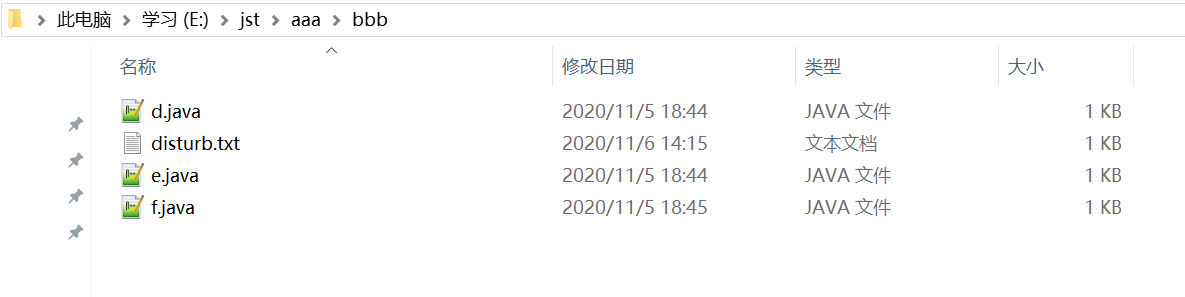 此电脑 学习 (E:) jst aaa bbb
名称 修改日期 类型 大小
d.java 2020/11/5 18:44 JAVA 文件 1 KB
disturb.txt 2020/11/6 14:15 文本文档 1 KB
e.java 2020/11/5 18:44 JAVA 文件 1 KB
f.java 2020/11/5 18:45 JAVA 文件 1 KB